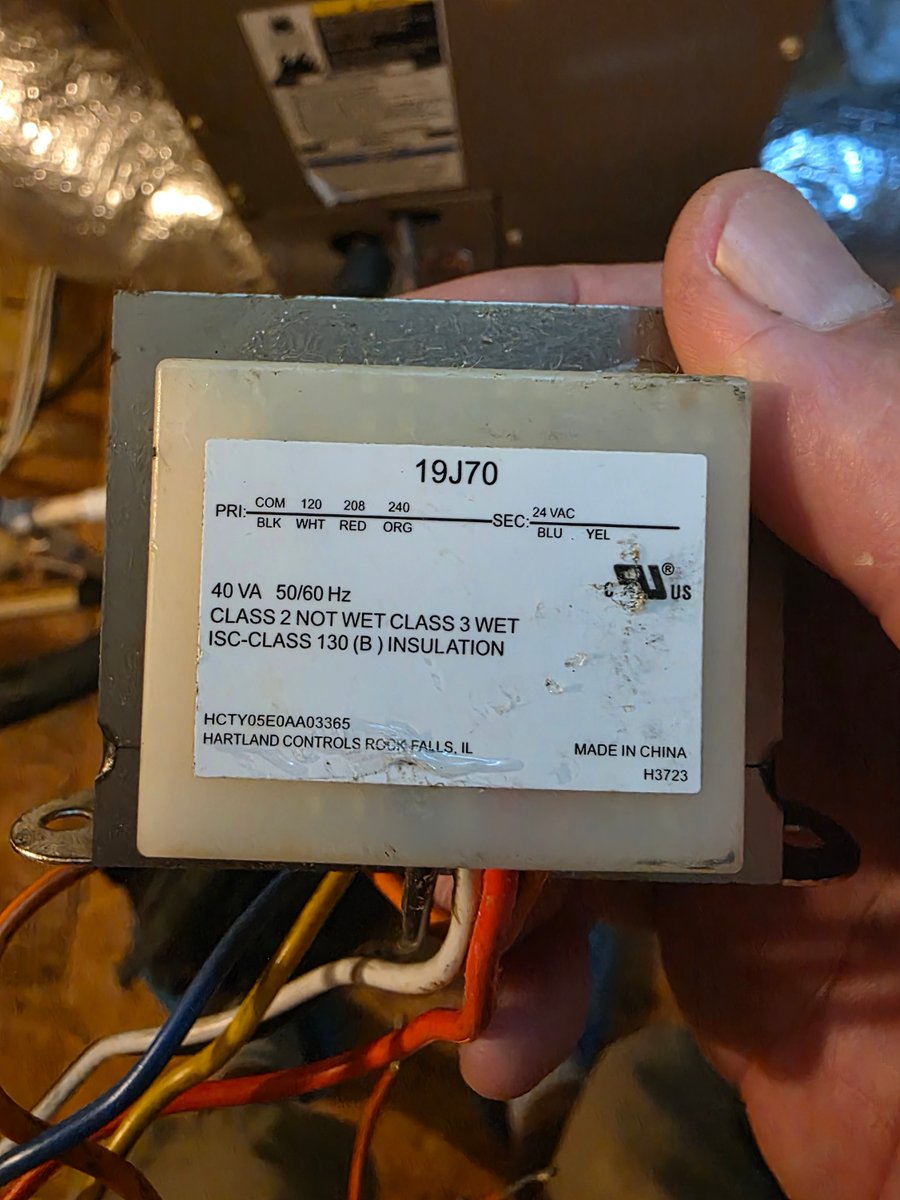 19J70
PRI: COM 120 208 240 SEC: 24 VAC
BLK WHT RED ORG BLU YEL
C US ®
40 VA 50/60 Hz
CLASS 2 NOT WET CLASS 3 WET
ISC-CLASS 130 (B ) INSULATION
HCTY05E0AA03365
HARTLAND CONTROLS ROCK FALLS, IL
MADE IN CHINA
H3723